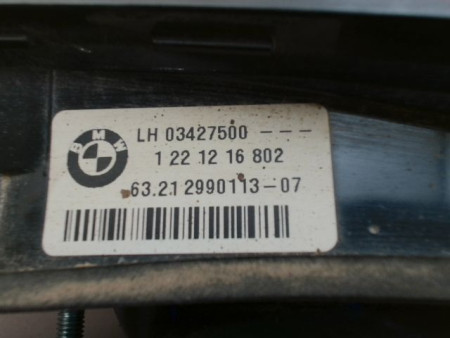 BMW
LH 03427500 ---
1 22 12 16 802
63.21 2990113-07